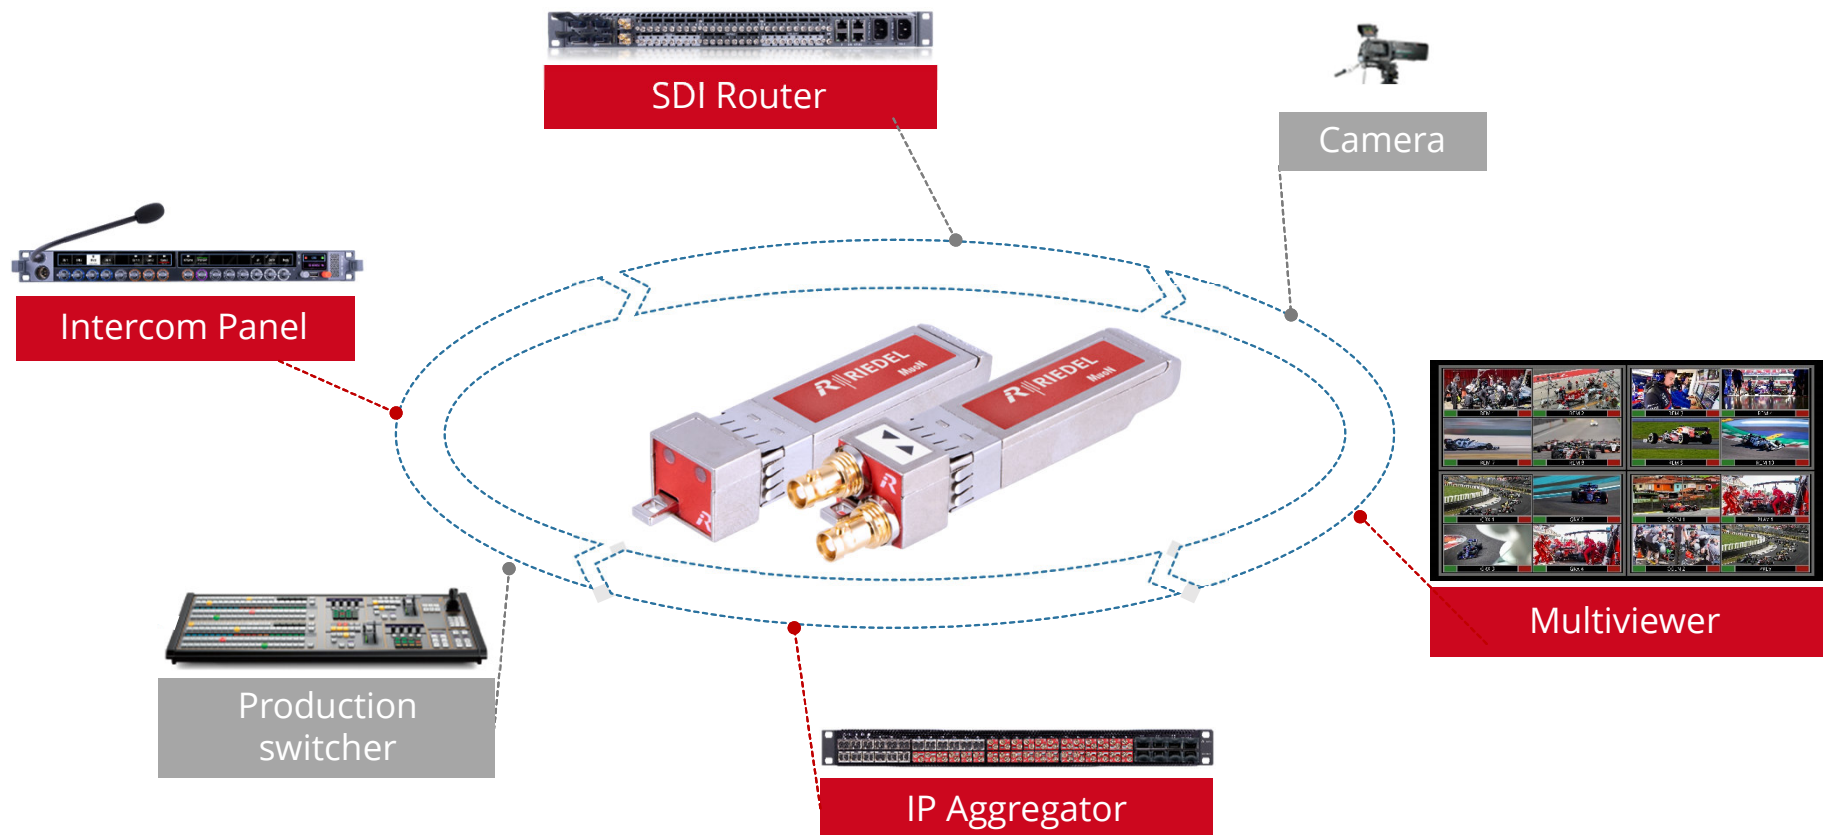 SDI Router
Camera
Intercom Panel
RIEDEL
MuoN
RIEDEL
MuoN
Multiviewer
Production
switcher
IP Aggregator